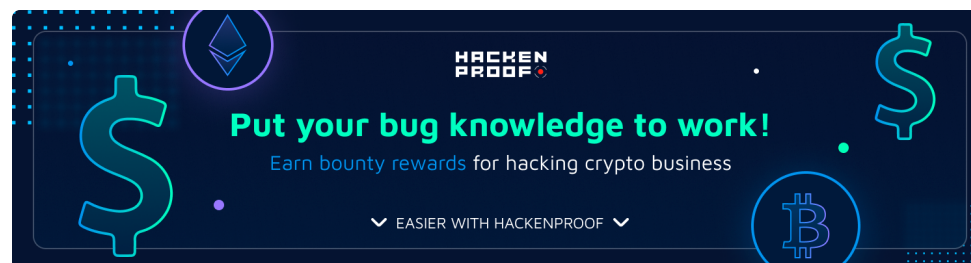 HACKEN
PROOF
Put your bug knowledge to work!
Earn bounty rewards for hacking crypto business
EASIER WITH HACKENPROOF